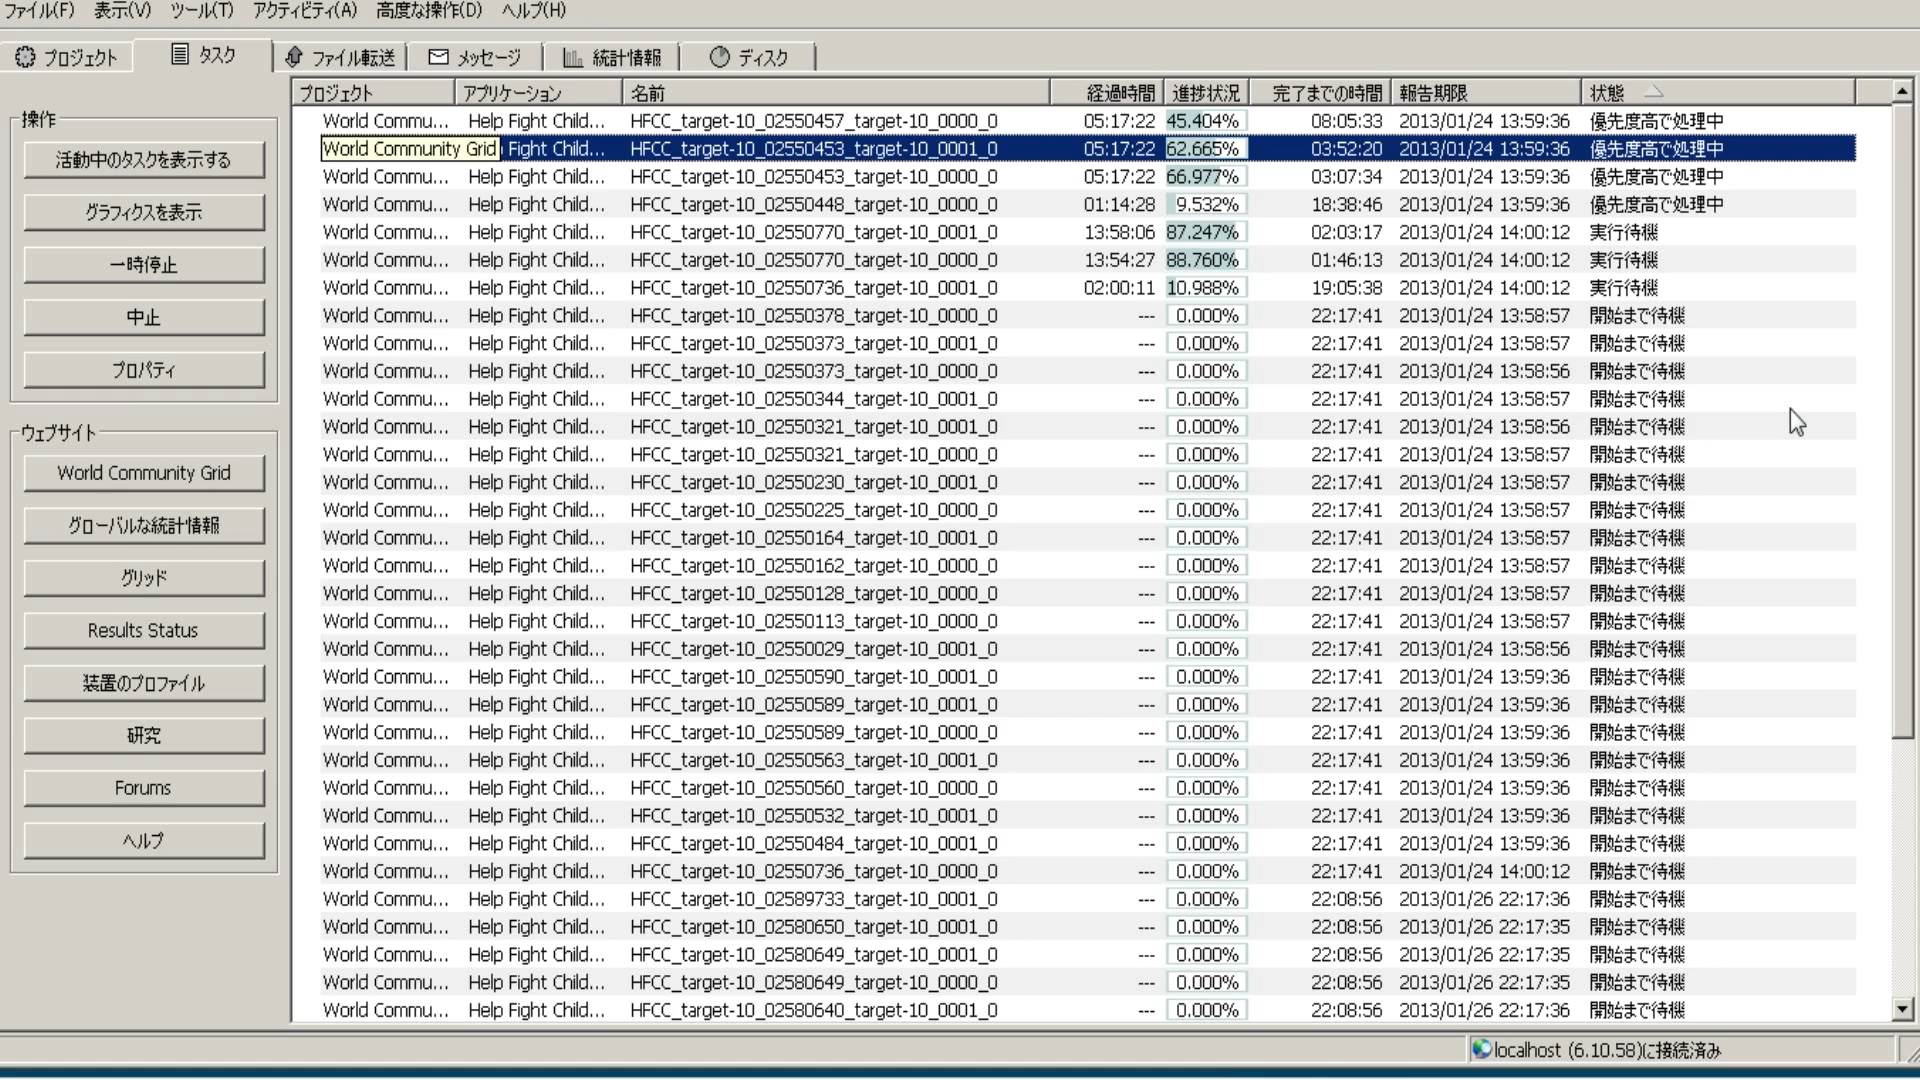 ファイル(F) 表示(V) ツール(T) アクティビティ(A) 高度な操作(D) ヘルプ(H)
プロジェクト タスク ファイル転送 メッセージ 統計情報 ディスク
操作
活動中のタスクを表示する
グラフィクスを表示
一時停止
中止
プロパティ
ウェブサイト
World Community Grid
グローバルな統計情報
グリッド
Results Status
装置のプロファイル
研究
Forums
ヘルプ
プロジェクト アプリケーション 名前 経過時間 進捗状況 完了までの時間 報告期限 状態
World Commu... Help Fight Child... HFCC_target-10_02550457_target-10_0000_0 05:17:22 45.404% 08:05:33 2013/01/24 13:59:36 優先度高で処理中
World Community Grid Fight Child... HFCC_target-10_02550453_target-10_0001_0 05:17:22 62.665% 03:52:20 2013/01/24 13:59:36 優先度高で処理中
World Commu... Help Fight Child... HFCC_target-10_02550453_target-10_0000_0 05:17:22 66.977% 03:07:34 2013/01/24 13:59:36 優先度高で処理中
World Commu... Help Fight Child... HFCC_target-10_02550448_target-10_0000_0 01:14:28 9.532% 18:38:46 2013/01/24 13:59:36 優先度高で処理中
World Commu... Help Fight Child... HFCC_target-10_02550770_target-10_0001_0 13:58:06 87.247% 02:03:17 2013/01/24 14:00:12 実行待機
World Commu... Help Fight Child... HFCC_target-10_02550770_target-10_0000_0 13:54:27 88.760% 01:46:13 2013/01/24 14:00:12 実行待機
World Commu... Help Fight Child... HFCC_target-10_02550736_target-10_0001_0 02:00:11 10.988% 19:05:38 2013/01/24 14:00:12 実行待機
World Commu... Help Fight Child... HFCC_target-10_02550378_target-10_0000_0 --- 0.000% 22:17:41 2013/01/24 13:58:57 開始まで待機
World Commu... Help Fight Child... HFCC_target-10_02550373_target-10_0001_0 --- 0.000% 22:17:41 2013/01/24 13:58:57 開始まで待機
World Commu... Help Fight Child... HFCC_target-10_02550373_target-10_0000_0 --- 0.000% 22:17:41 2013/01/24 13:58:56 開始まで待機
World Commu... Help Fight Child... HFCC_target-10_02550344_target-10_0001_0 --- 0.000% 22:17:41 2013/01/24 13:58:57 開始まで待機
World Commu... Help Fight Child... HFCC_target-10_02550321_target-10_0001_0 --- 0.000% 22:17:41 2013/01/24 13:58:56 開始まで待機
World Commu... Help Fight Child... HFCC_target-10_02550321_target-10_0000_0 --- 0.000% 22:17:41 2013/01/24 13:58:57 開始まで待機
World Commu... Help Fight Child... HFCC_target-10_02550230_target-10_0001_0 --- 0.000% 22:17:41 2013/01/24 13:58:57 開始まで待機
World Commu... Help Fight Child... HFCC_target-10_02550225_target-10_0000_0 --- 0.000% 22:17:41 2013/01/24 13:58:57 開始まで待機
World Commu... Help Fight Child... HFCC_target-10_02550164_target-10_0001_0 --- 0.000% 22:17:41 2013/01/24 13:58:57 開始まで待機
World Commu... Help Fight Child... HFCC_target-10_02550162_target-10_0000_0 --- 0.000% 22:17:41 2013/01/24 13:58:57 開始まで待機
World Commu... Help Fight Child... HFCC_target-10_02550128_target-10_0000_0 --- 0.000% 22:17:41 2013/01/24 13:58:57 開始まで待機
World Commu... Help Fight Child... HFCC_target-10_02550113_target-10_0000_0 --- 0.000% 22:17:41 2013/01/24 13:58:57 開始まで待機
World Commu... Help Fight Child... HFCC_target-10_02550029_target-10_0001_0 --- 0.000% 22:17:41 2013/01/24 13:58:56 開始まで待機
World Commu... Help Fight Child... HFCC_target-10_02550590_target-10_0001_0 --- 0.000% 22:17:41 2013/01/24 13:59:36 開始まで待機
World Commu... Help Fight Child... HFCC_target-10_02550589_target-10_0001_0 --- 0.000% 22:17:41 2013/01/24 13:59:36 開始まで待機
World Commu... Help Fight Child... HFCC_target-10_02550589_target-10_0000_0 --- 0.000% 22:17:41 2013/01/24 13:59:36 開始まで待機
World Commu... Help Fight Child... HFCC_target-10_02550563_target-10_0001_0 --- 0.000% 22:17:41 2013/01/24 13:59:36 開始まで待機
World Commu... Help Fight Child... HFCC_target-10_02550560_target-10_0000_0 --- 0.000% 22:17:41 2013/01/24 13:59:36 開始まで待機
World Commu... Help Fight Child... HFCC_target-10_02550532_target-10_0001_0 --- 0.000% 22:17:41 2013/01/24 13:59:36 開始まで待機
World Commu... Help Fight Child... HFCC_target-10_02550484_target-10_0001_0 --- 0.000% 22:17:41 2013/01/24 13:59:36 開始まで待機
World Commu... Help Fight Child... HFCC_target-10_02550736_target-10_0000_0 --- 0.000% 22:17:41 2013/01/24 14:00:12 開始まで待機
World Commu... Help Fight Child... HFCC_target-10_02589733_target-10_0001_0 --- 0.000% 22:08:56 2013/01/26 22:17:36 開始まで待機
World Commu... Help Fight Child... HFCC_target-10_02580650_target-10_0001_0 --- 0.000% 22:08:56 2013/01/26 22:17:35 開始まで待機
World Commu... Help Fight Child... HFCC_target-10_02580649_target-10_0001_0 --- 0.000% 22:08:56 2013/01/26 22:17:35 開始まで待機
World Commu... Help Fight Child... HFCC_target-10_02580649_target-10_0000_0 --- 0.000% 22:08:56 2013/01/26 22:17:35 開始まで待機
World Commu... Help Fight Child... HFCC_target-10_02580640_target-10_0001_0 --- 0.000% 22:08:56 2013/01/26 22:17:36 開始まで待機
localhost (6.10.58)に接続済み